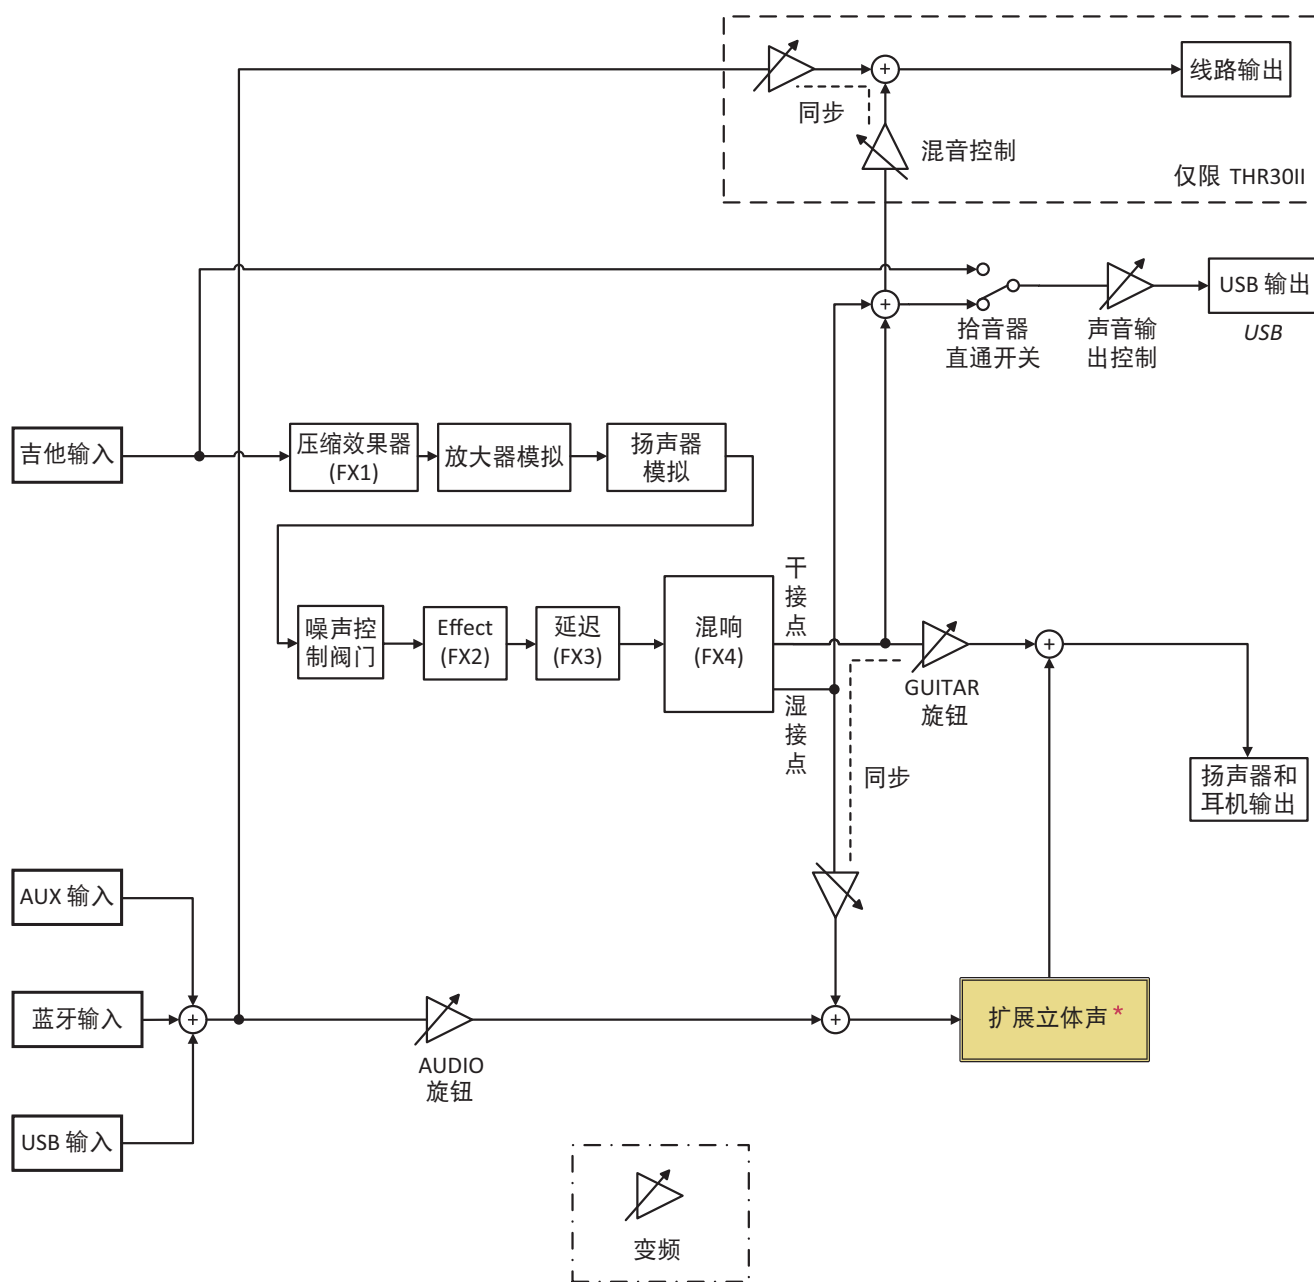 线路输出
同步
混音控制
仅限 THR30II
USB 输出
USB
拾音器
直通开关
声音输
出控制
吉他输入
压缩效果器
(FX1)
放大器模拟
扬声器
模拟
干
接
点
噪声控
制阀门
Effect
(FX2)
延迟
(FX3)
混响
(FX4)
湿
接
点
GUITAR
旋钮
同步
扬声器和
耳机输出
AUX 输入
蓝牙输入
扩展立体声*
AUDIO
旋钮
USB 输入
变频